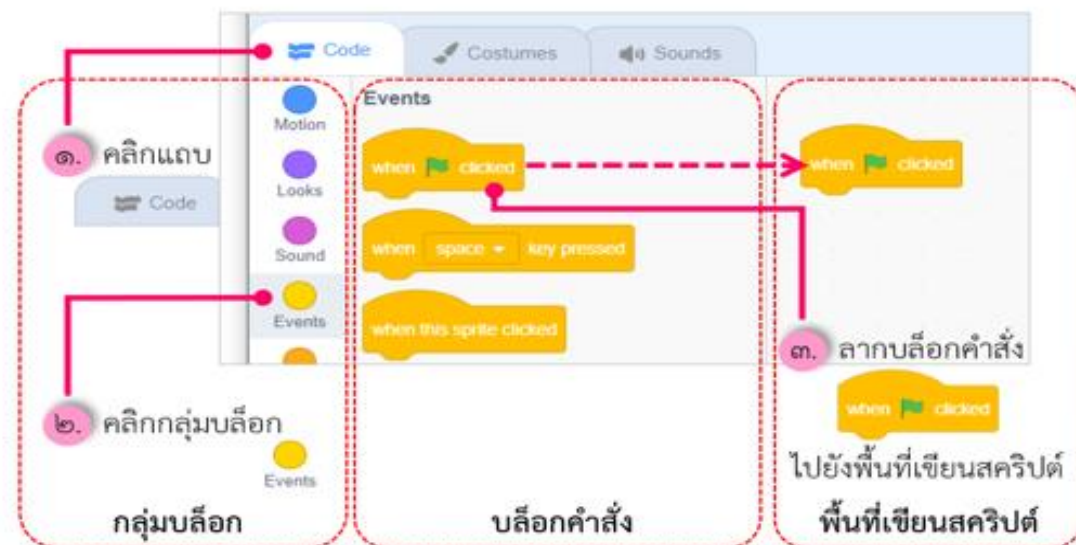 Code
Costumes
Sounds
Motion
Looks
Sound
Events
Events
when clicked
when space key pressed
when this sprite clicked
when clicked
๑. คลิกแถบ
Code
๒. คลิกกลุ่มบล็อก
Events
๓. ลากบล็อกคำสั่ง
when clicked
ไปยังพื้นที่เขียนสคริปต์
กลุ่มบล็อก
บล็อกคำสั่ง
พื้นที่เขียนสคริปต์